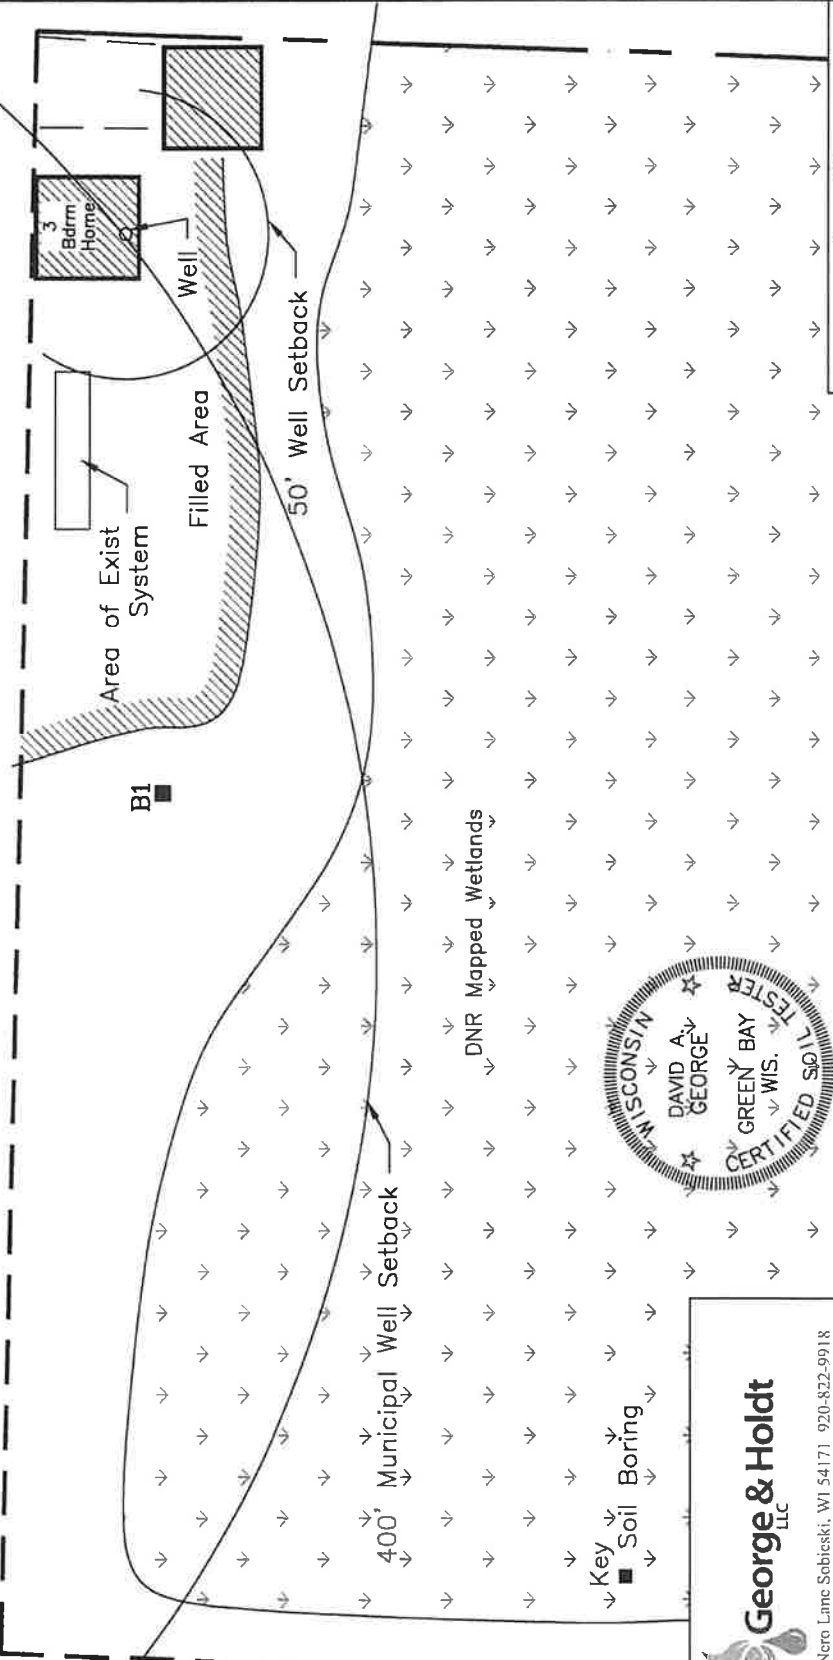 3
Bdrm
Home
Well
50' Well Setback
Filled Area
Area of Exist
System
B1
DNR Mapped Wetlands
400' Municipal Well Setback
Key
Soil Boring
WISCONSIN
DAVID A.
GEORGE
GREEN BAY
WIS.
CERTIFIED SOIL TESTER
George & Holdt
LLC
Nero Lane Sobieski, WI 54171 920-822-9918